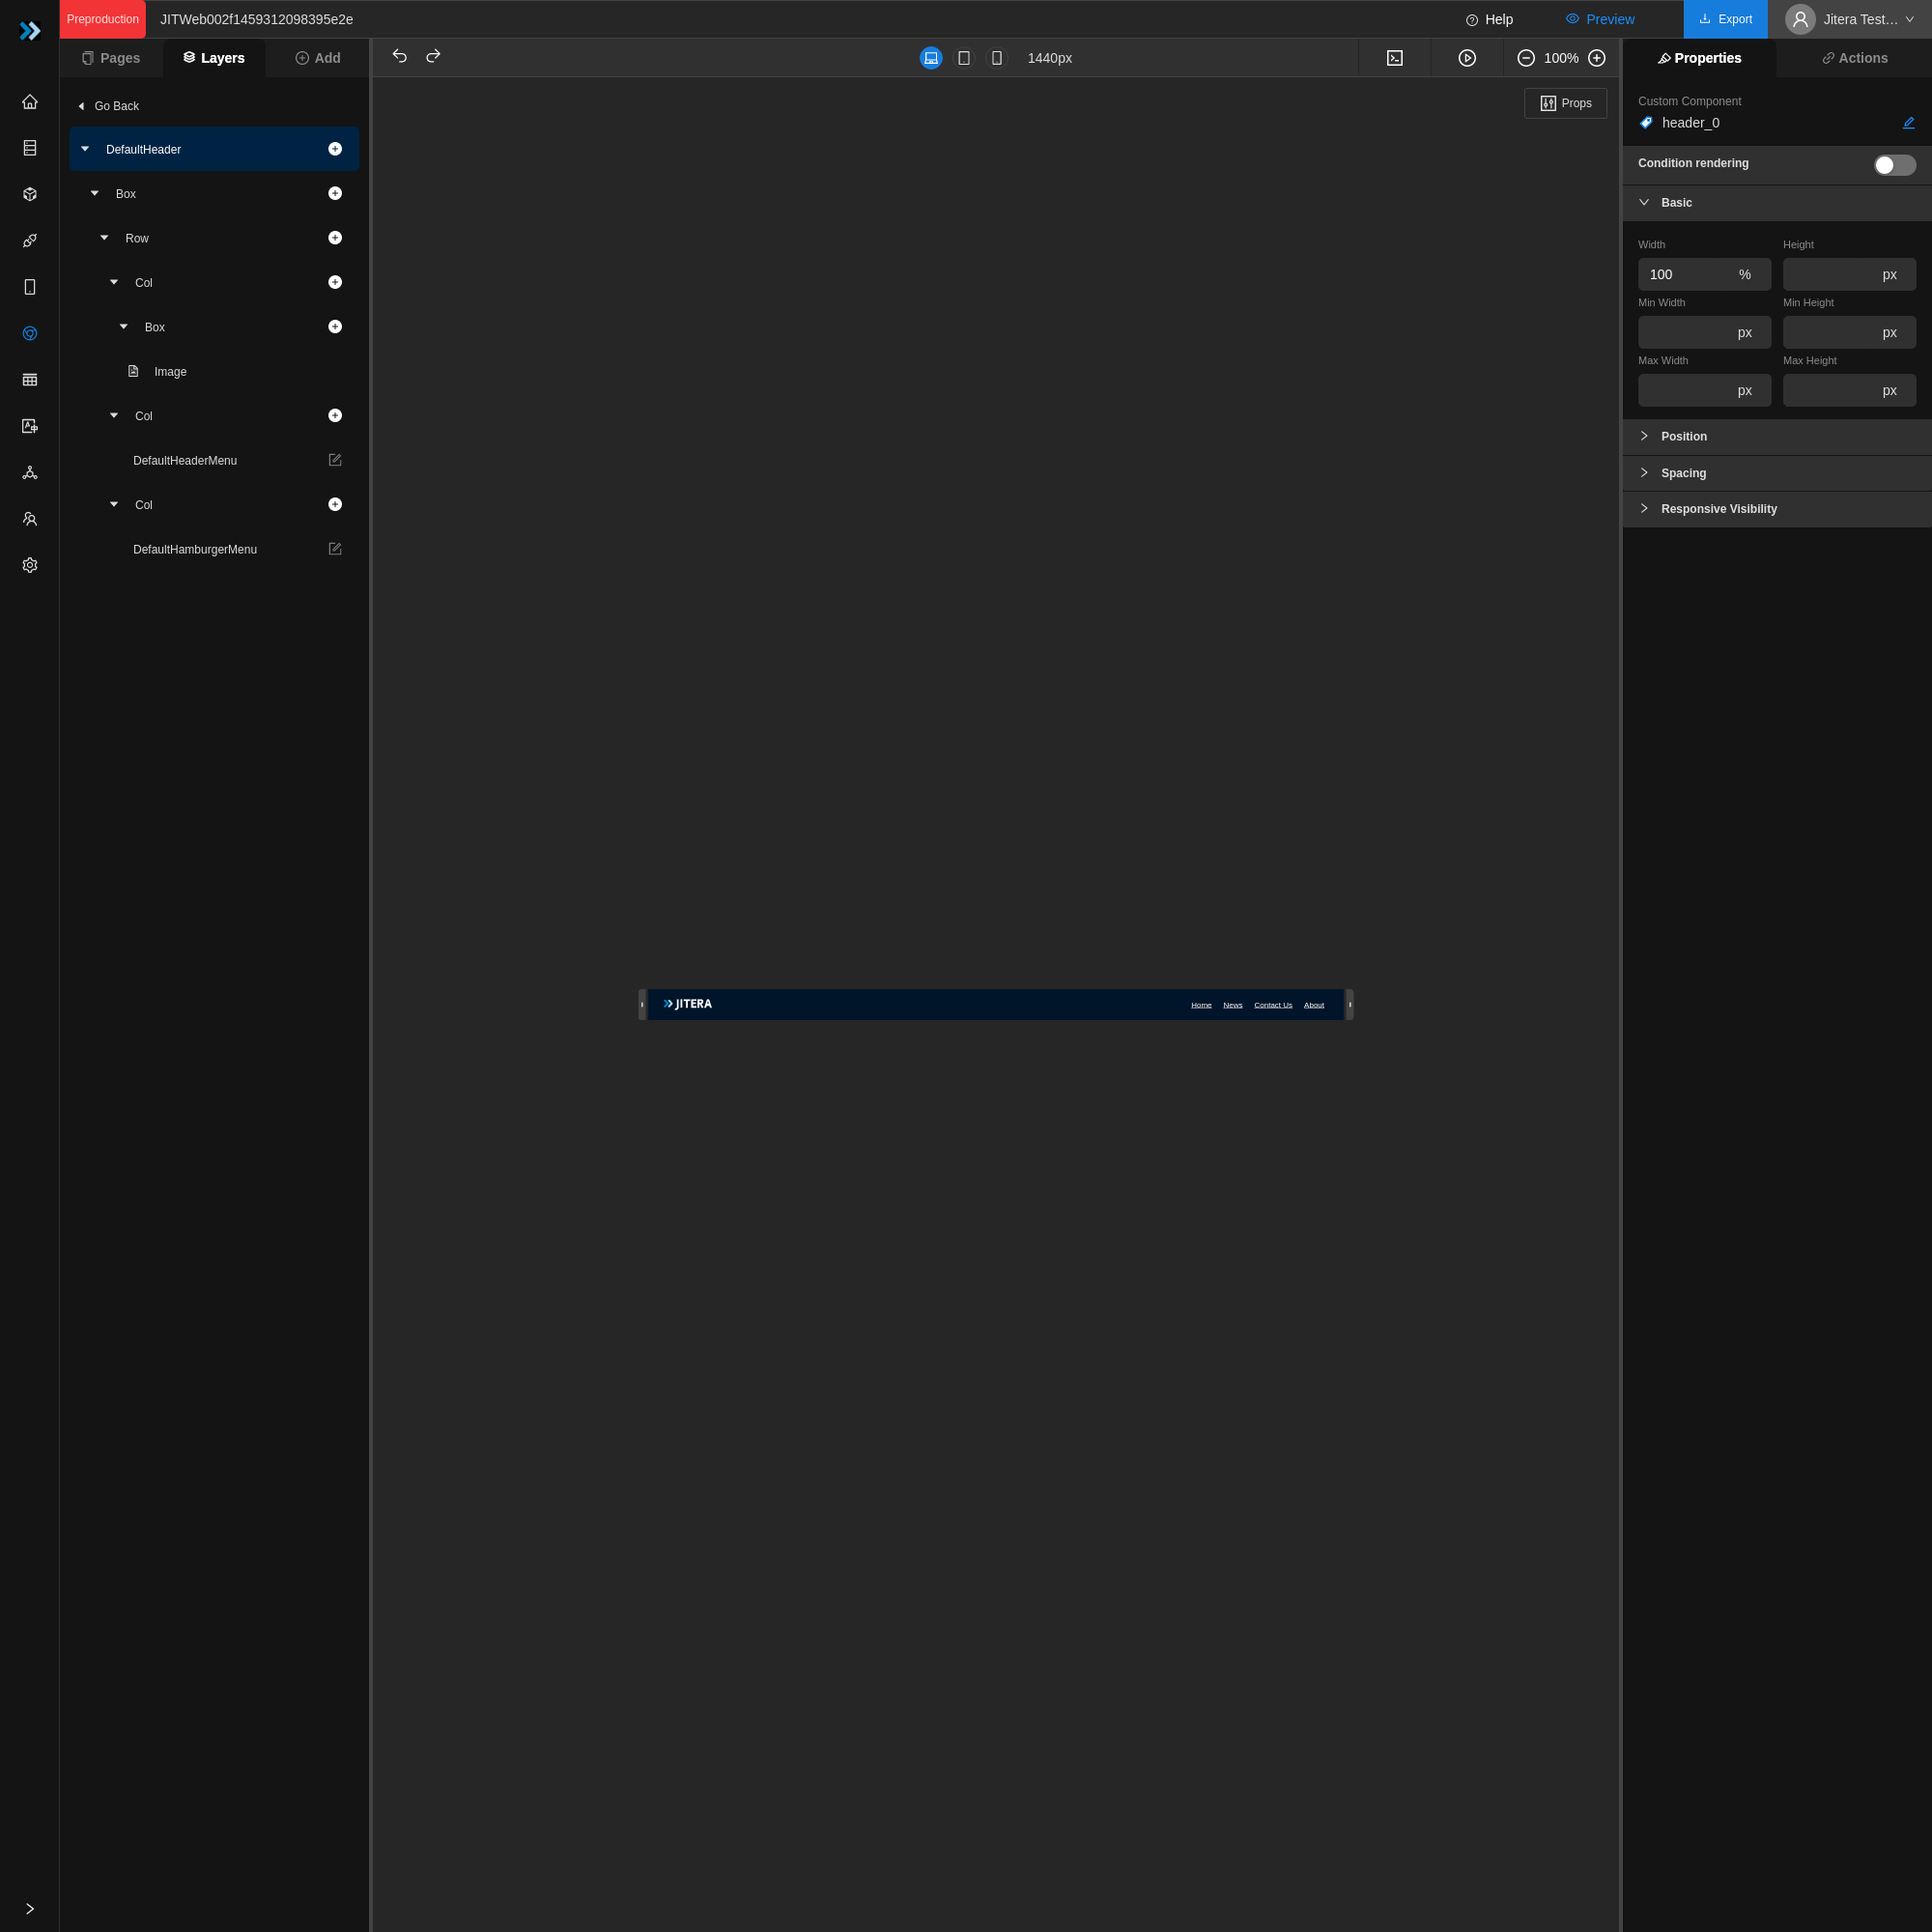 Preproduction
JITWeb002f1459312098395e2e
Help
Preview
Export
Jitera Test…
Pages
Layers
Add
1440px
100%
Properties
Actions
Go Back
DefaultHeader
Box
Row
Col
Box
Image
Col
DefaultHeaderMenu
Col
DefaultHamburgerMenu
Props
JITERA
Home News Contact Us About
Custom Component
header_0
Condition rendering
Basic
Width Height
100 % px
Min Width Min Height
px px
Max Width Max Height
px px
Position
Spacing
Responsive Visibility